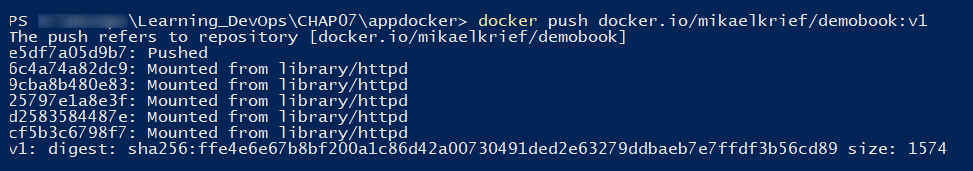 PS \Learning_DevOps\CHAP07\appdocker> docker push docker.io/mikaelkrief/demobook:v1
The push refers to repository [docker.io/mikaelkrief/demobook]
e5df7a05d9b7: Pushed
6c4a74a82dc9: Mounted from library/httpd
9cba8b480e83: Mounted from library/httpd
25797e1a8e3f: Mounted from library/httpd
d2583584487e: Mounted from library/httpd
cf5b3c6798f7: Mounted from library/httpd
v1: digest: sha256:ffe4e6e67b8bf200a1c86d42a00730491ded2e63279ddbaeb7e7ffdf3b56cd89 size: 1574